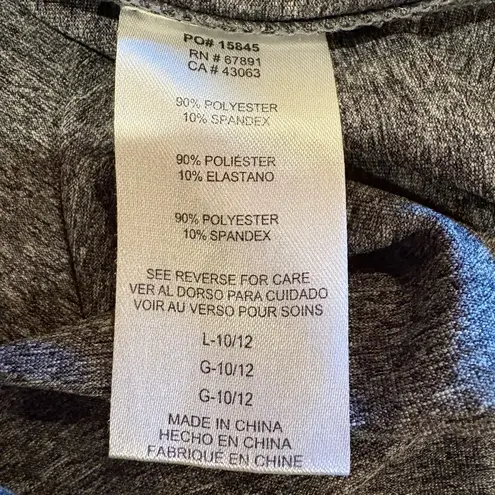 PO# 15845
RN # 67891
CA # 43063
90% POLYESTER
10% SPANDEX
90% POLIÉSTER
10% ELASTANO
90% POLYESTER
10% SPANDEX
SEE REVERSE FOR CARE
VER AL DORSO PARA CUIDADO
VOIR AU VERSO POUR SOINS
L-10/12
G-10/12
G-10/12
MADE IN CHINA
HECHO EN CHINA
FABRIQUÉ EN CHINE